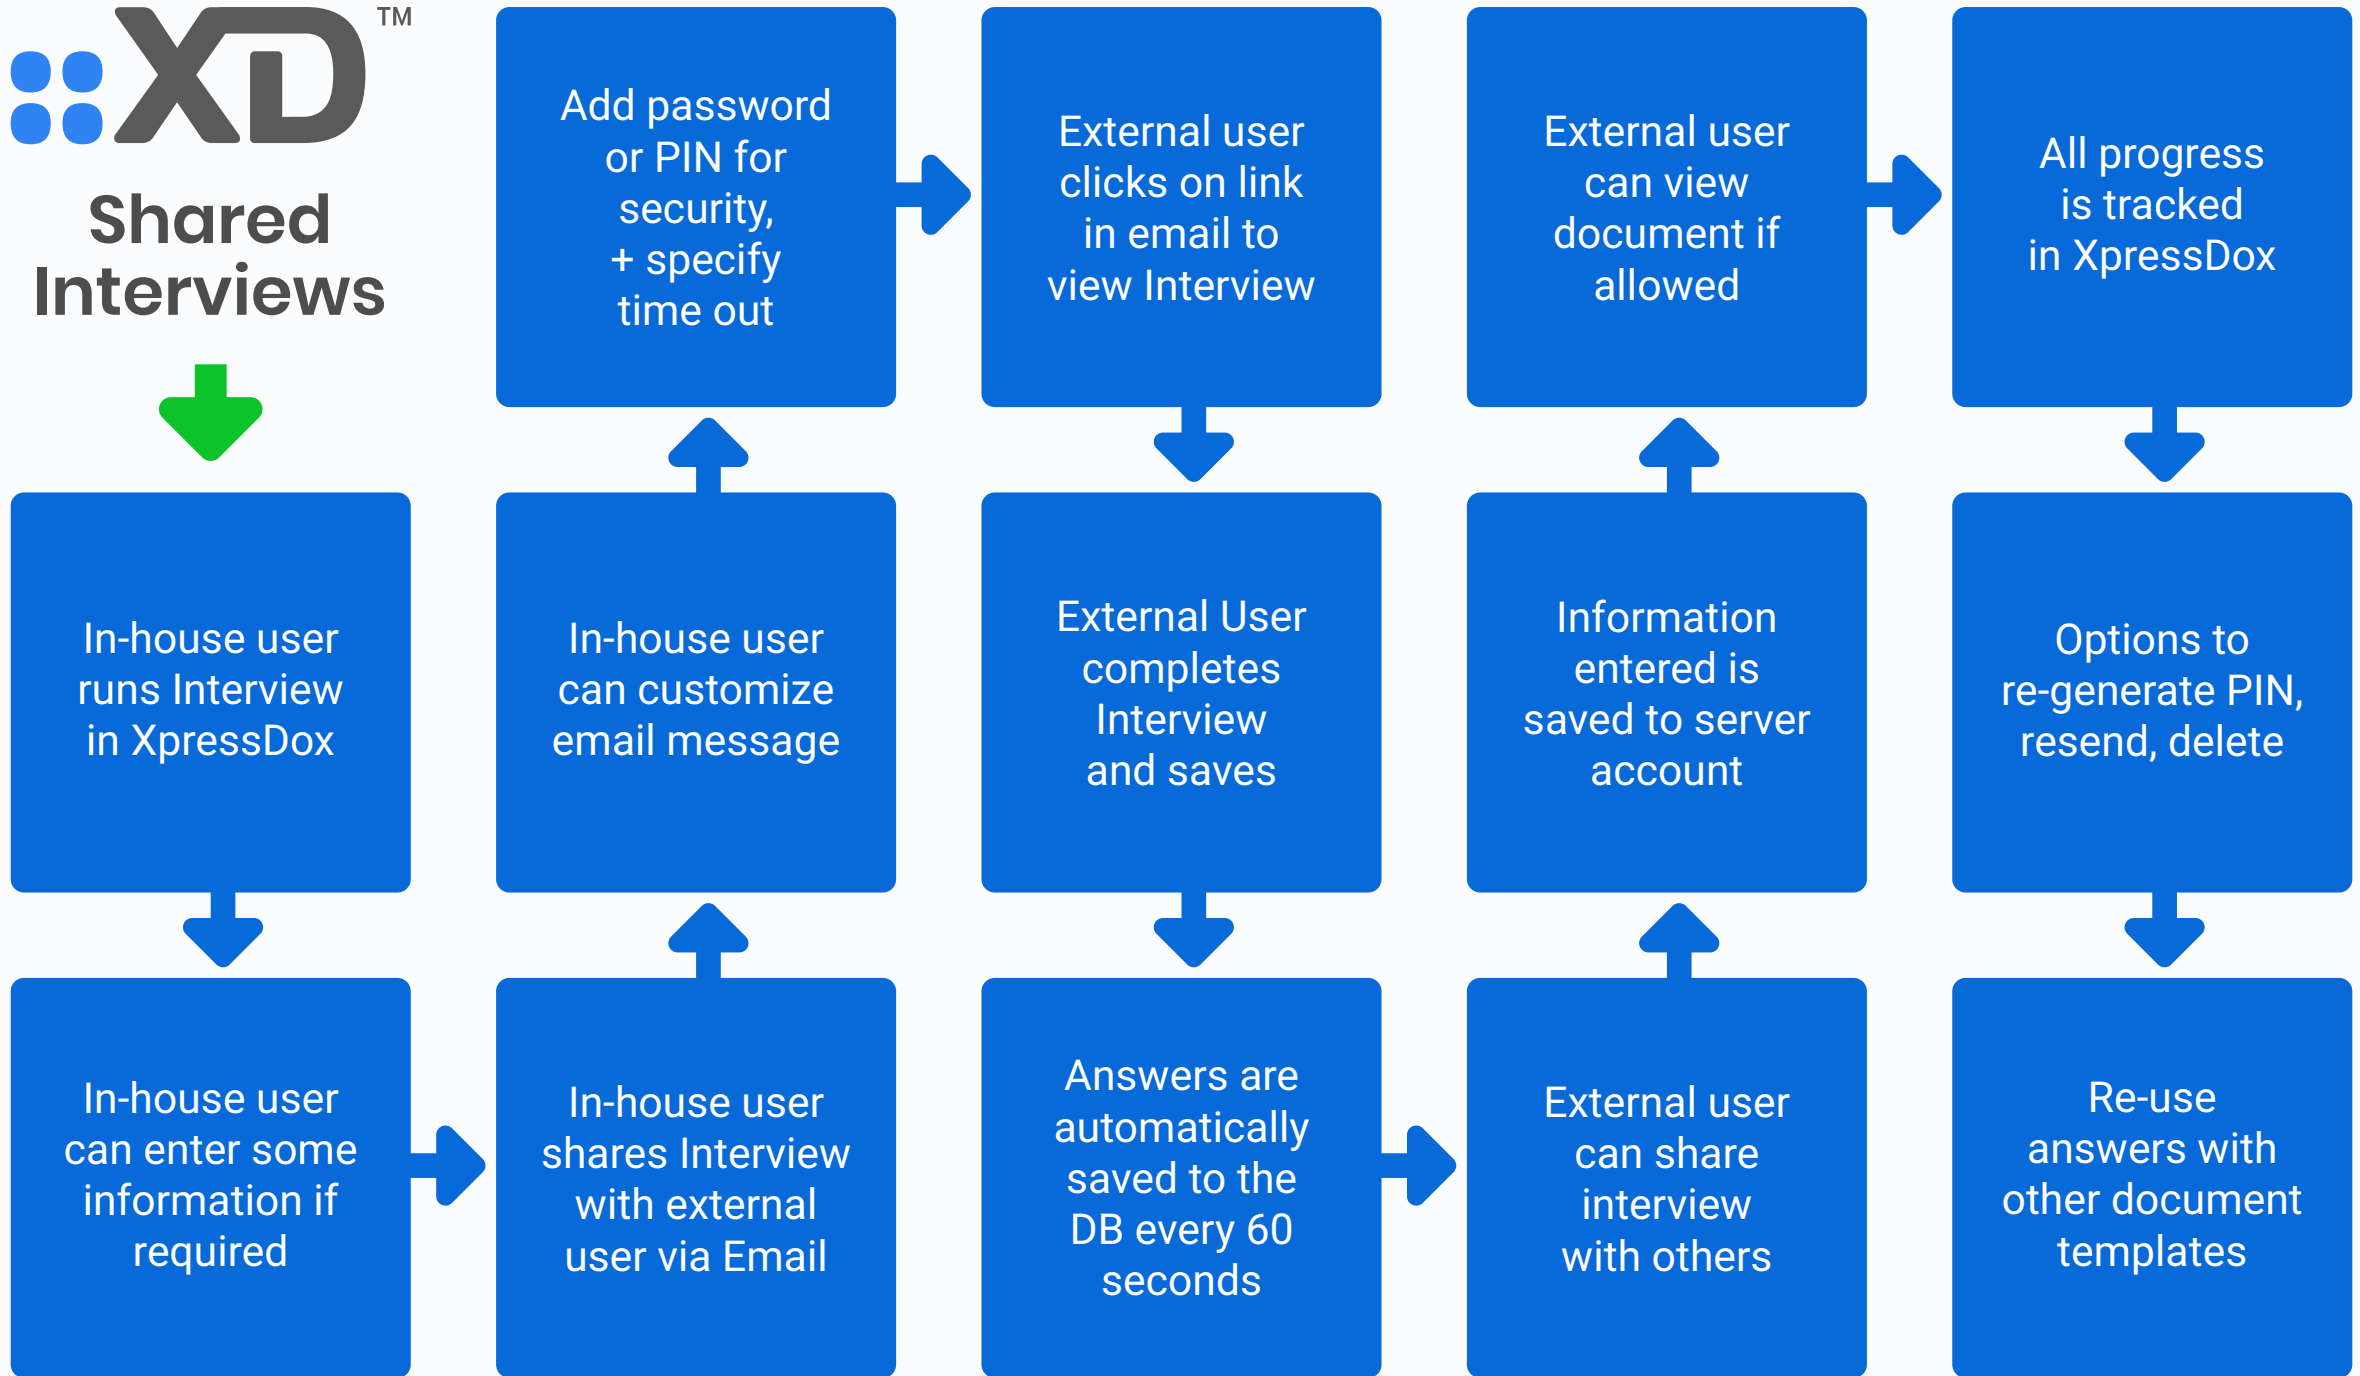 XD™
Shared
Interviews
In-house user
runs Interview
in XpressDox
In-house user
can enter some
information if
required
In-house user
shares Interview
with external
user via Email
In-house user
can customize
email message
Add password
or PIN for
security,
+ specify
time out
External user
clicks on link
in email to
view Interview
External User
completes
Interview
and saves
Answers are
automatically
saved to the
DB every 60
seconds
External user
can share
interview
with others
Information
entered is
saved to server
account
External user
can view
document if
allowed
All progress
is tracked
in XpressDox
Options to
re-generate PIN,
resend, delete
Re-use
answers with
other document
templates